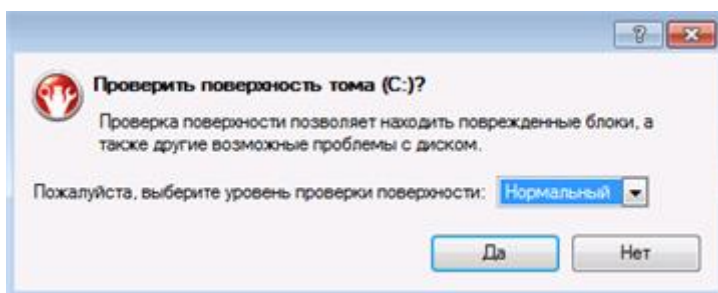 Проверить поверхность тома (C:)?
Проверка поверхности позволяет находить поврежденные блоки, а
также другие возможные проблемы с диском.
Пожалуйста, выберите уровень проверки поверхности: Нормальный
Да Нет